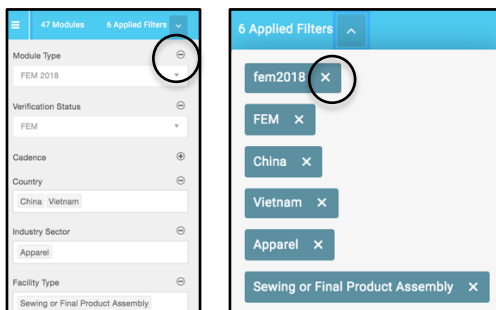 47 Modules 6 Applied Filters
Module Type
FEM 2018
Verification Status
FEM
Cadence
Country
China Vietnam
Industry Sector
Apparel
Facility Type
Sewing or Final Product Assembly
6 Applied Filters
fem2018 ×
FEM ×
China ×
Vietnam ×
Apparel ×
Sewing or Final Product Assembly ×